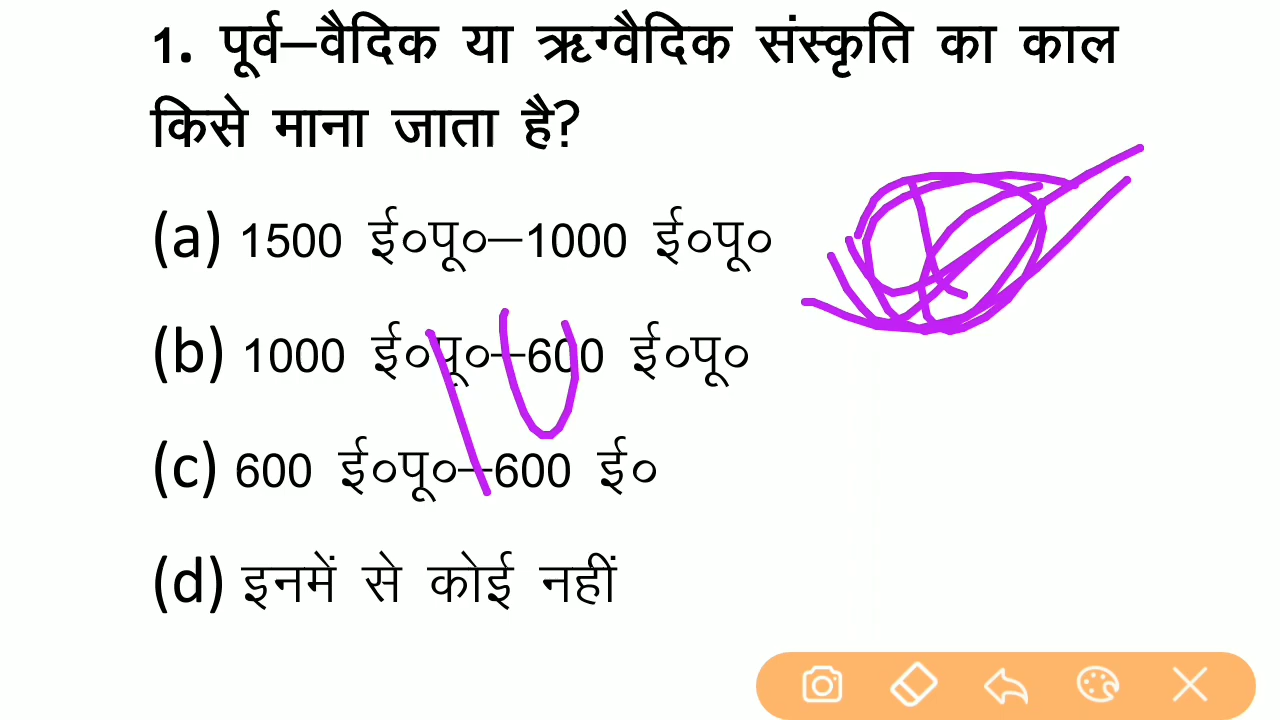 1. पूर्व–वैदिक या ऋग्वैदिक संस्कृति का काल
किसे माना जाता है?
(a) 1500 ई०पू०–1000 ई०पू०
(b) 1000 ई०पू०–600 ई०पू०
(c) 600 ई०पू०–600 ई०
(d) इनमें से कोई नहीं